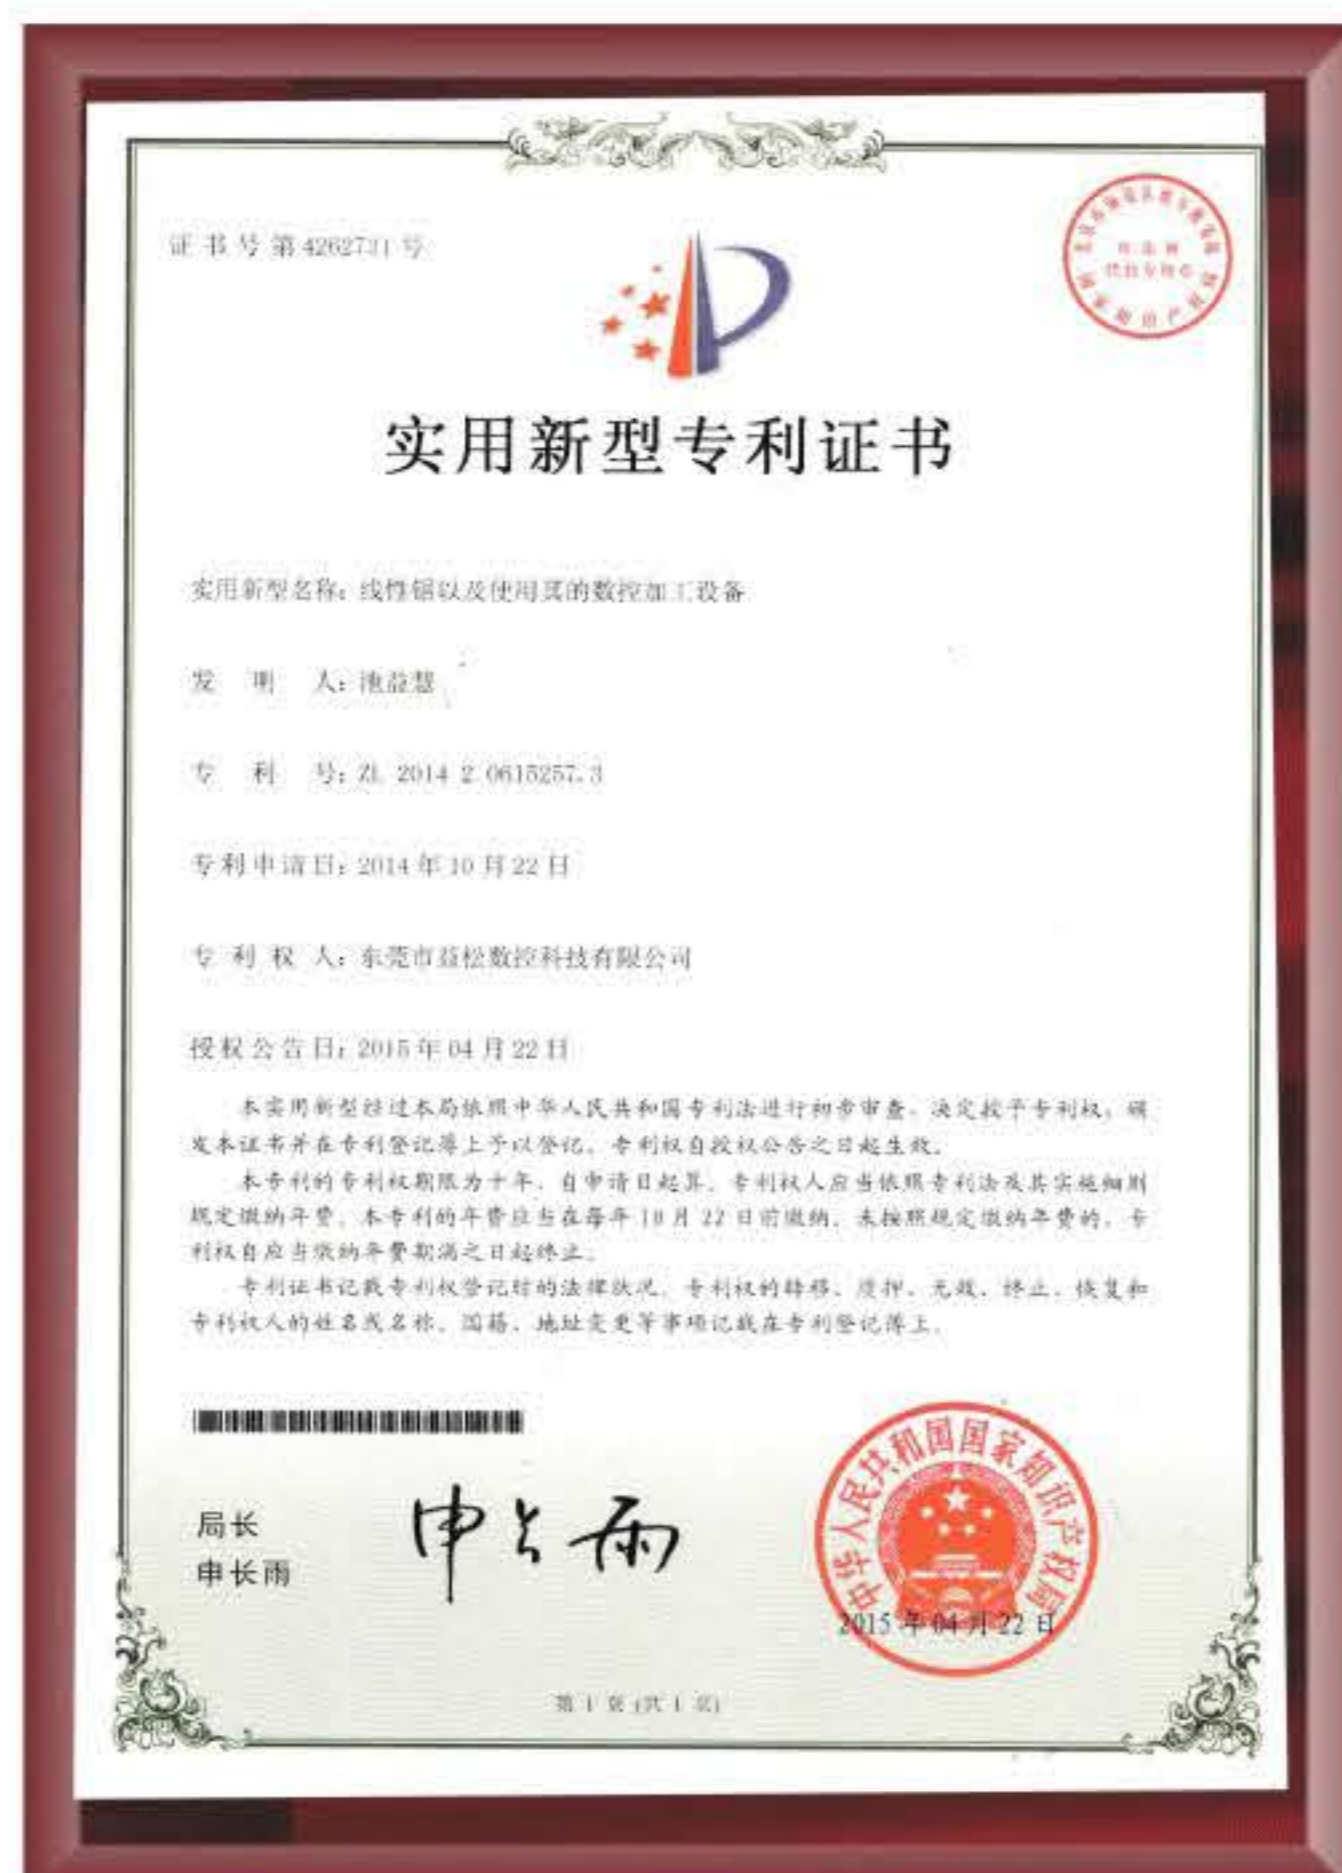 证书号第4262731号
实用新型专利证书
实用新型名称：线性锯以及使用其的数控加工设备
发 明 人：池益慧
专 利 号：ZL 2014 2 0615257.3
专利申请日：2014年10月22日
专 利 权 人：东莞市益松数控科技有限公司
授权公告日：2015年04月22日
本实用新型经过本局依照中华人民共和国专利法进行初步审查，决定授予专利权，颁
发本证书并在专利登记簿上予以登记。专利权自授权公告之日起生效。
本专利的专利权期限为十年，自申请日起算。专利权人应当依照专利法及其实施细则
规定缴纳年费。本专利的年费应当在每年10月22日前缴纳。未按照规定缴纳年费的，专
利权自应当缴纳年费期满之日起终止。
专利证书记载专利权登记时的法律状况。专利权的转移、质押、无效、终止、恢复和
专利权人的姓名或名称、国籍、地址变更等事项记载在专利登记簿上。
局长
申长雨
申长雨
中华人民共和国国家知识产权局
2015年04月22日
第1页(共1页)